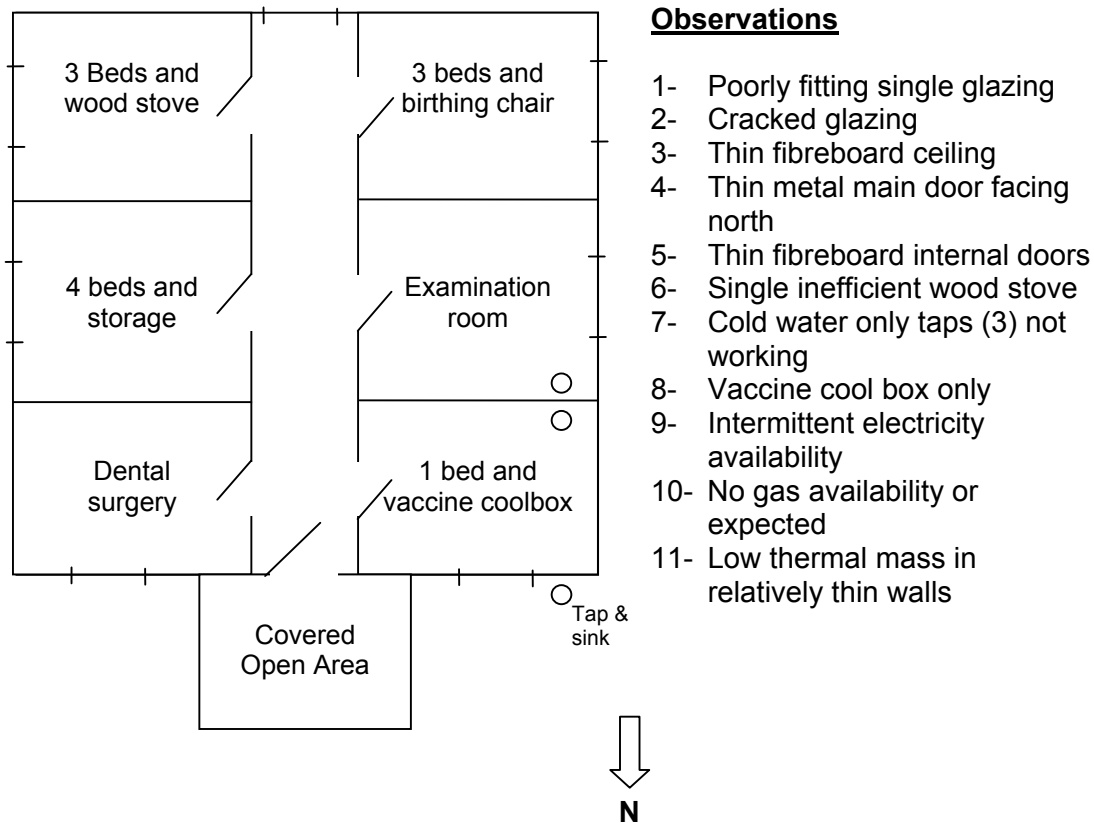 3 Beds and
wood stove
3 beds and
birthing chair
4 beds and
storage
Examination
room
Dental
surgery
1 bed and
vaccine coolbox
Covered
Open Area
Tap &
sink
N
Observations
1- Poorly fitting single glazing
2- Cracked glazing
3- Thin fibreboard ceiling
4- Thin metal main door facing
north
5- Thin fibreboard internal doors
6- Single inefficient wood stove
7- Cold water only taps (3) not
working
8- Vaccine cool box only
9- Intermittent electricity
availability
10- No gas availability or
expected
11- Low thermal mass in
relatively thin walls